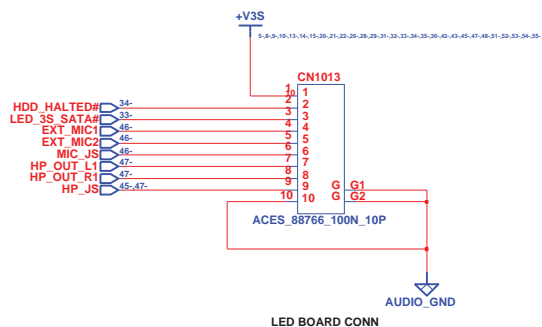 +V3S
5-,8-,9-,10-,13-,14-,15-,20-,21-,22-,26-,28-,29-,31-,32-,33-,34-,35-,36-,42-,43-,45-,47-,48-,51-,52-,53-,54-,55-
CN1013
1 10 1
HDD_HALTED# 34- 2 2
LED_3S_SATA# 33- 3 3
EXT_MIC1 46- 4 4
EXT_MIC2 46- 5 5
MIC_JS 46- 6 6
HP_OUT_L1 47- 7 7
HP_OUT_R1 47- 8 8
HP_JS 45-,47- 9 9 G G1
10 10 G G2
ACES_88766_100N_10P
AUDIO_GND
LED BOARD CONN